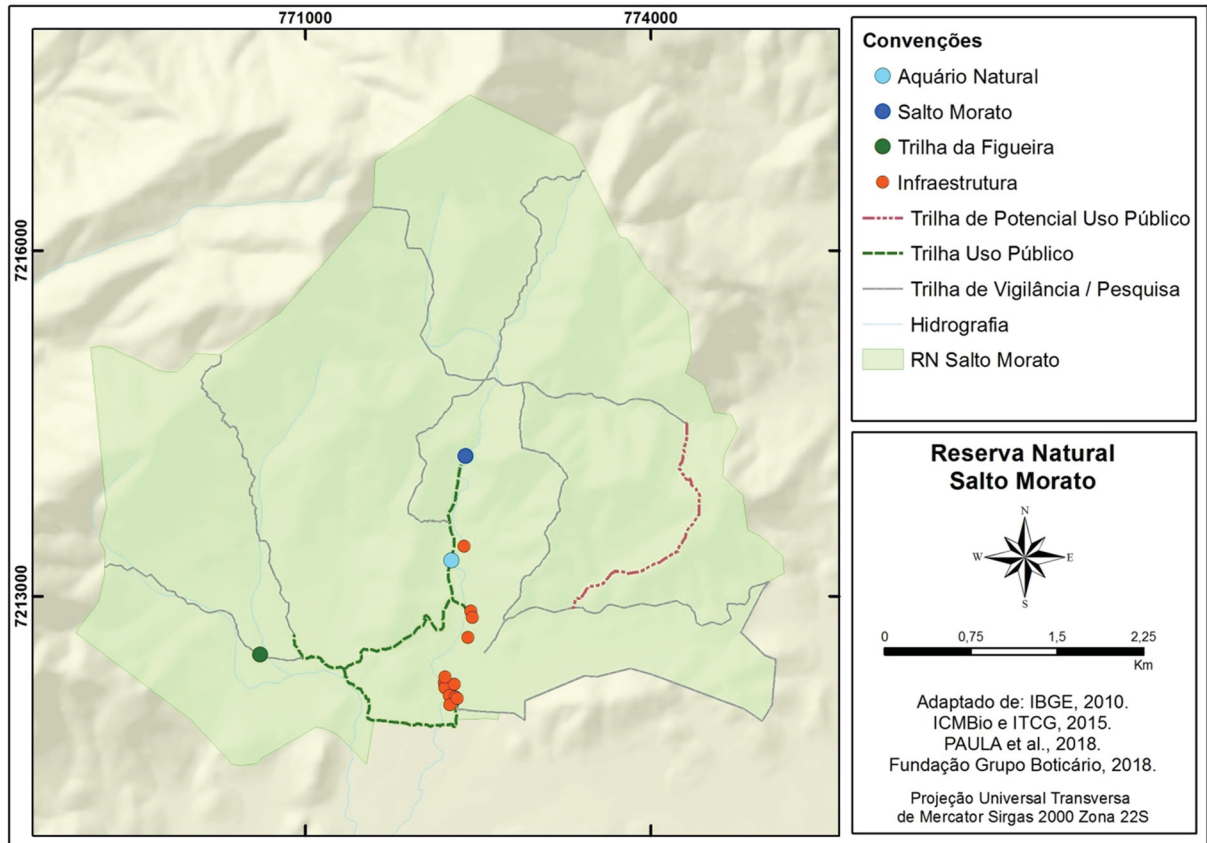 771000
774000
7216000
7213000
Convenções
Aquário Natural
Salto Morato
Trilha da Figueira
Infraestrutura
Trilha de Potencial Uso Público
Trilha Uso Público
Trilha de Vigilância / Pesquisa
Hidrografia
RN Salto Morato
Reserva Natural
Salto Morato
N
W
E
S
0 0,75 1,5 2,25
Km
Adaptado de: IBGE, 2010.
ICMBio e ITCG, 2015.
PAULA et al., 2018.
Fundação Grupo Boticário, 2018.
Projeção Universal Transversa
de Mercator Sirgas 2000 Zona 22S